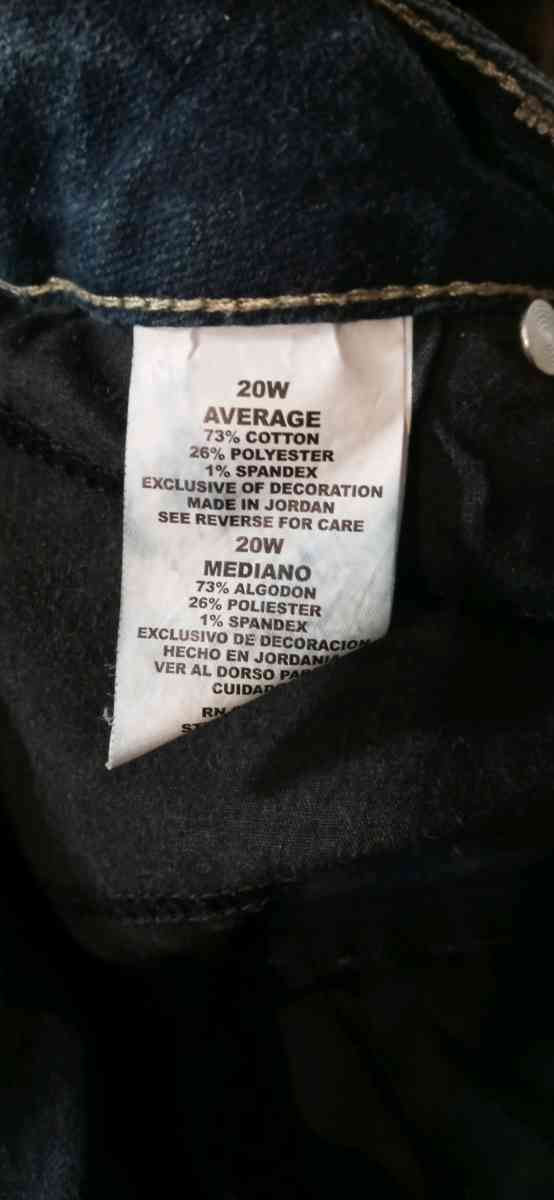 20W
AVERAGE
73% COTTON
26% POLYESTER
1% SPANDEX
EXCLUSIVE OF DECORATION
MADE IN JORDAN
SEE REVERSE FOR CARE
20W
MEDIANO
73% ALGODON
26% POLIESTER
1% SPANDEX
EXCLUSIVO DE DECORACION
HECHO EN JORDANIA
VER AL DORSO
RN